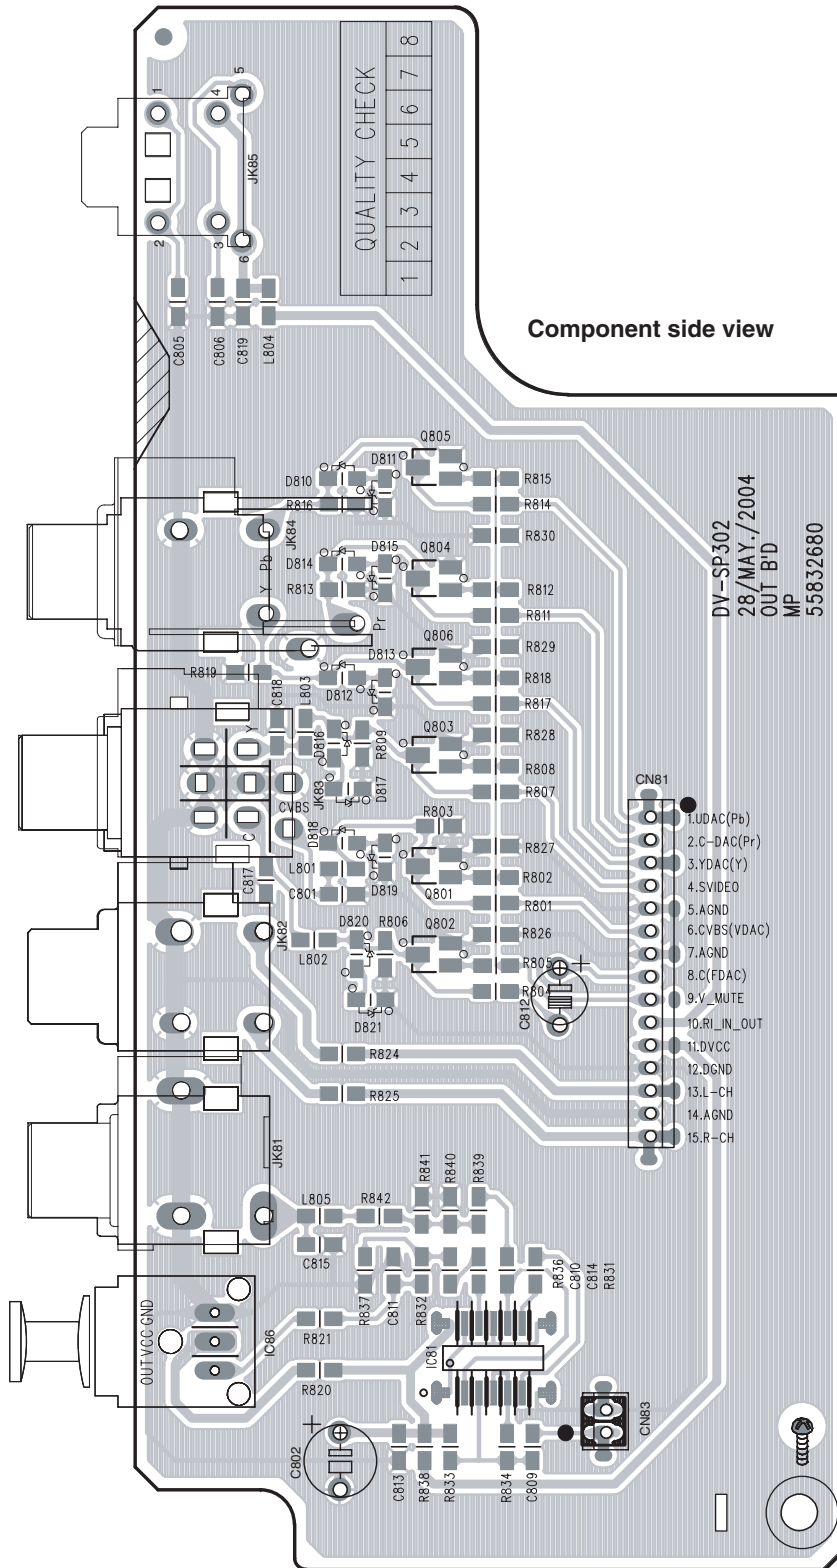 QUALITY CHECK
1 2 3 4 5 6 7 8
1
2
3
4
5
6
JK85
C805
C806
C819
L804
Component side view
DV-SP302
28/MAY./2004
OUT B'D
MP
55832680
D810
D811
Q805
R816
JK84
R815
R814
R830
D814
D815
Q804
R813
Y Pb
Pr
R812
R811
R829
R819
D813
Q806
D812
R818
R817
C818
L803
D816
R809
Q803
R828
R808
R807
Y
JK83
D817
CVBS
C
D818
R803
L801
C801
D819
Q801
R827
R802
R801
C817
JK82
L802
D820
R806
Q802
R826
R805
R804
D821
C812
+
R824
R825
CN81
1.UDAC(Pb)
2.C-DAC(Pr)
3.YDAC(Y)
4.SVIDEO
5.AGND
6.CVBS(VDAC)
7.AGND
8.C(FDAC)
9.V_MUTE
10.RI_IN_OUT
11.DVCC
12.DGND
13.L-CH
14.AGND
15.R-CH
JK81
L805
R842
R841
R840
R839
C815
R837
C811
R832
R836
C810
C814
R831
OUT VCC GND
IC86
R821
R820
IC81
C802
+
C813
R838
R833
R834
C809
CN83